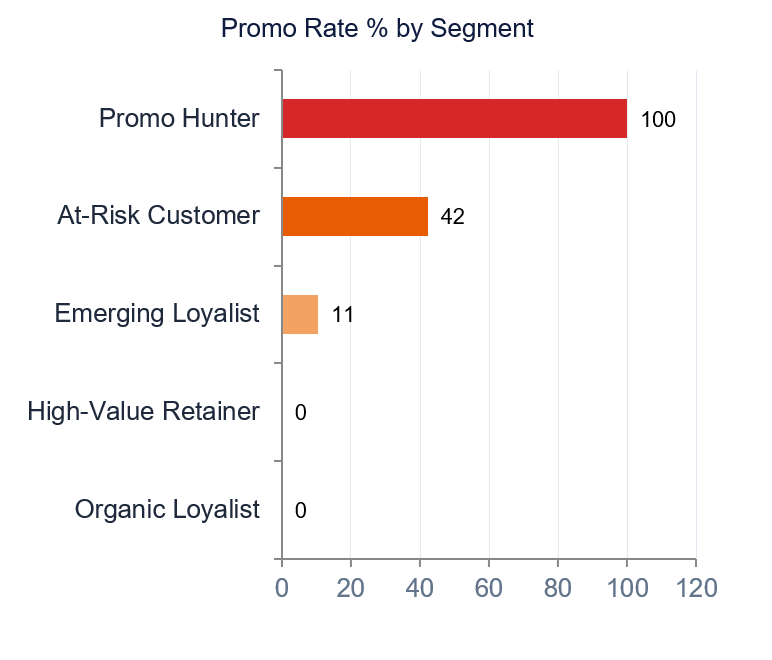 Promo Rate % by Segment
Promo Hunter 100
At-Risk Customer 42
Emerging Loyalist 11
High-Value Retainer 0
Organic Loyalist 0
0 20 40 60 80 100 120